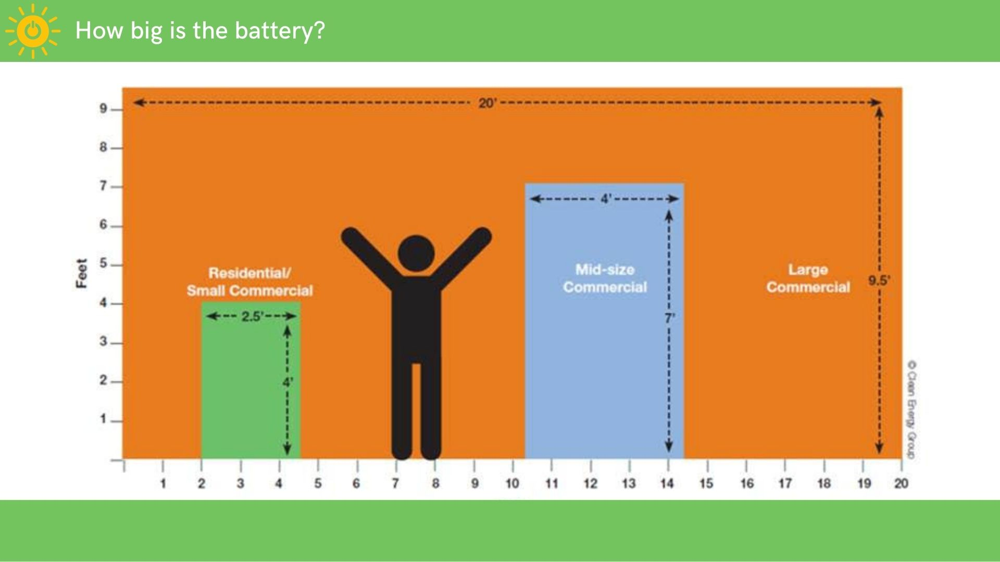 How big is the battery?
20'
9
8
7
6
5
4
3
2
1
Feet
Residential/
Small Commercial
2.5'
4'
4'
Mid-size
Commercial
7'
Large
Commercial
9.5'
© Clean Energy Group
1 2 3 4 5 6 7 8 9 10 11 12 13 14 15 16 17 18 19 20